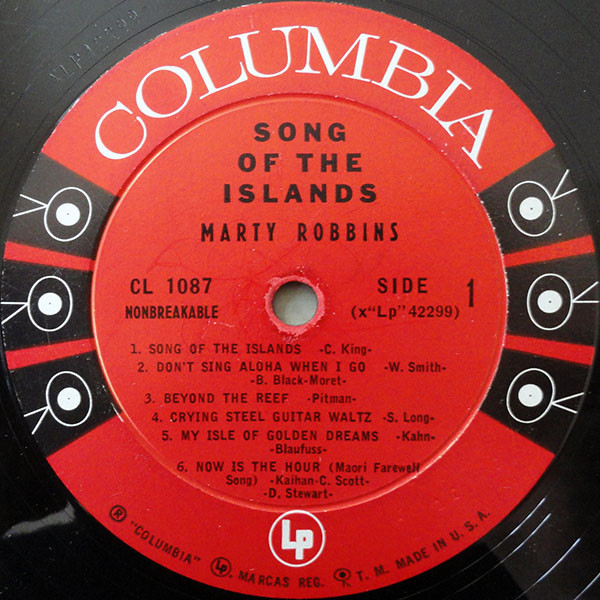 COLUMBIA
SONG
OF THE
ISLANDS
MARTY ROBBINS
CL 1087
NONBREAKABLE
SIDE 1
(x"Lp" 42299)
1. SONG OF THE ISLANDS -C. King-
2. DON'T SING ALOHA WHEN I GO -W. Smith-
B. Black-Moret-
3. BEYOND THE REEF -Pitman-
4. CRYING STEEL GUITAR WALTZ -S. Long-
5. MY ISLE OF GOLDEN DREAMS -Kahn-
Blaufuss-
6. NOW IS THE HOUR (Maori Farewell
Song) -Kaihan-C. Scott-
D. Stewart-
Lp
® "COLUMBIA" Lp. MARCAS REG. ® T. M. MADE IN U. S. A.